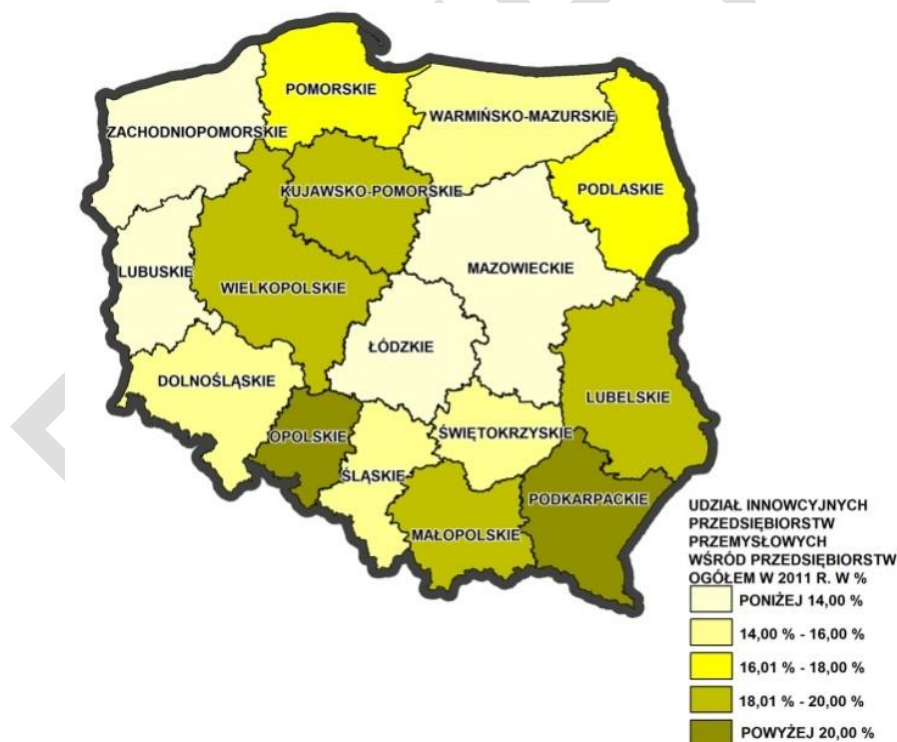 POMORSKIE
WARMIŃSKO-MAZURSKIE
ZACHODNIOPOMORSKIE
KUJAWSKO-POMORSKIE
PODLASKIE
LUBUSKIE
MAZOWIECKIE
WIELKOPOLSKIE
ŁÓDZKIE
DOLNOŚLĄSKIE
LUBELSKIE
OPOLSKIE
ŚWIĘTOKRZYSKIE
ŚLĄSKIE
PODKARPACKIE
MAŁOPOLSKIE
UDZIAŁ INNOWCYJNYCH
PRZEDSIĘBIORSTW
PRZEMYSŁOWYCH
WŚRÓD PRZEDSIĘBIORSTW
OGÓŁEM W 2011 R. W %
PONIŻEJ 14,00 %
14,00 % - 16,00 %
16,01 % - 18,00 %
18,01 % - 20,00 %
POWYŻEJ 20,00 %